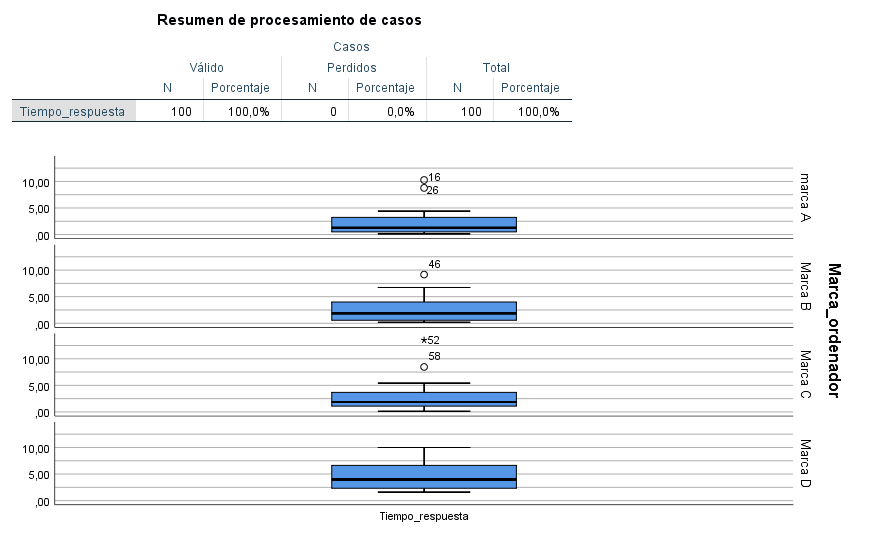 Resumen de procesamiento de casos
Casos
Válido Perdidos Total
N Porcentaje N Porcentaje N Porcentaje
Tiempo_respuesta 100 100,0% 0 0,0% 100 100,0%
10,00
5,00
,00
16
26
marca A
10,00
5,00
,00
46
Marca B
10,00
5,00
,00
*52
58
Marca C
10,00
5,00
,00
Marca D
Marca_ordenador
Tiempo_respuesta